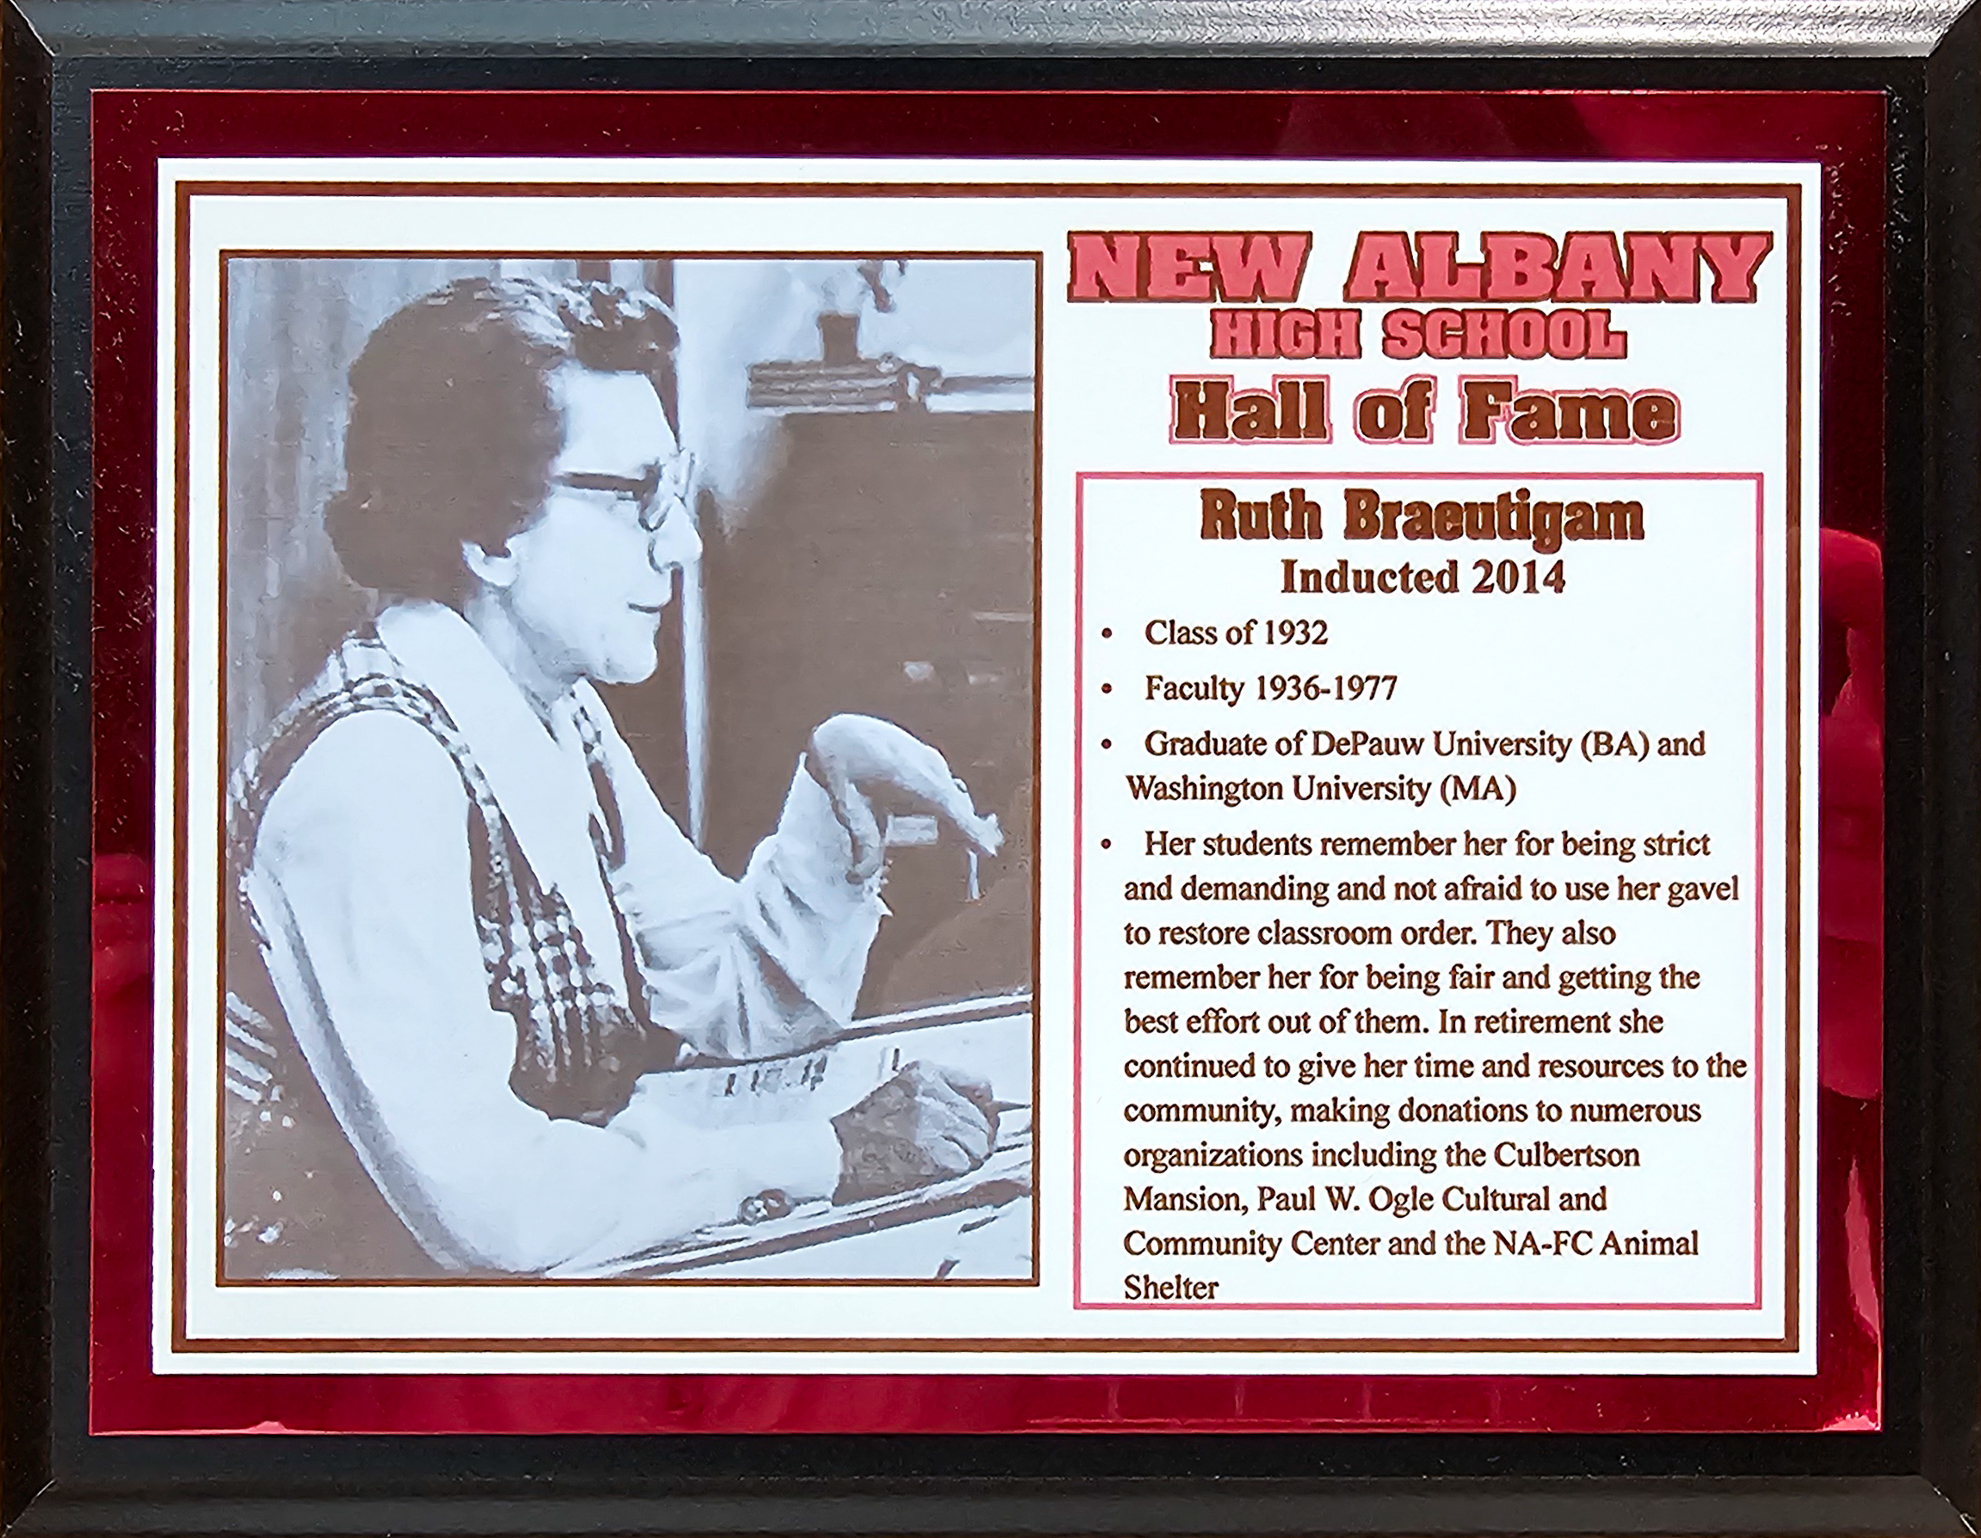 NEW ALBANY
HIGH SCHOOL
Hall of Fame
Ruth Braeutigam
Inducted 2014
• Class of 1932
• Faculty 1936-1977
• Graduate of DePauw University (BA) and
Washington University (MA)
• Her students remember her for being strict
and demanding and not afraid to use her gavel
to restore classroom order. They also
remember her for being fair and getting the
best effort out of them. In retirement she
continued to give her time and resources to the
community, making donations to numerous
organizations including the Culbertson
Mansion, Paul W. Ogle Cultural and
Community Center and the NA-FC Animal
Shelter